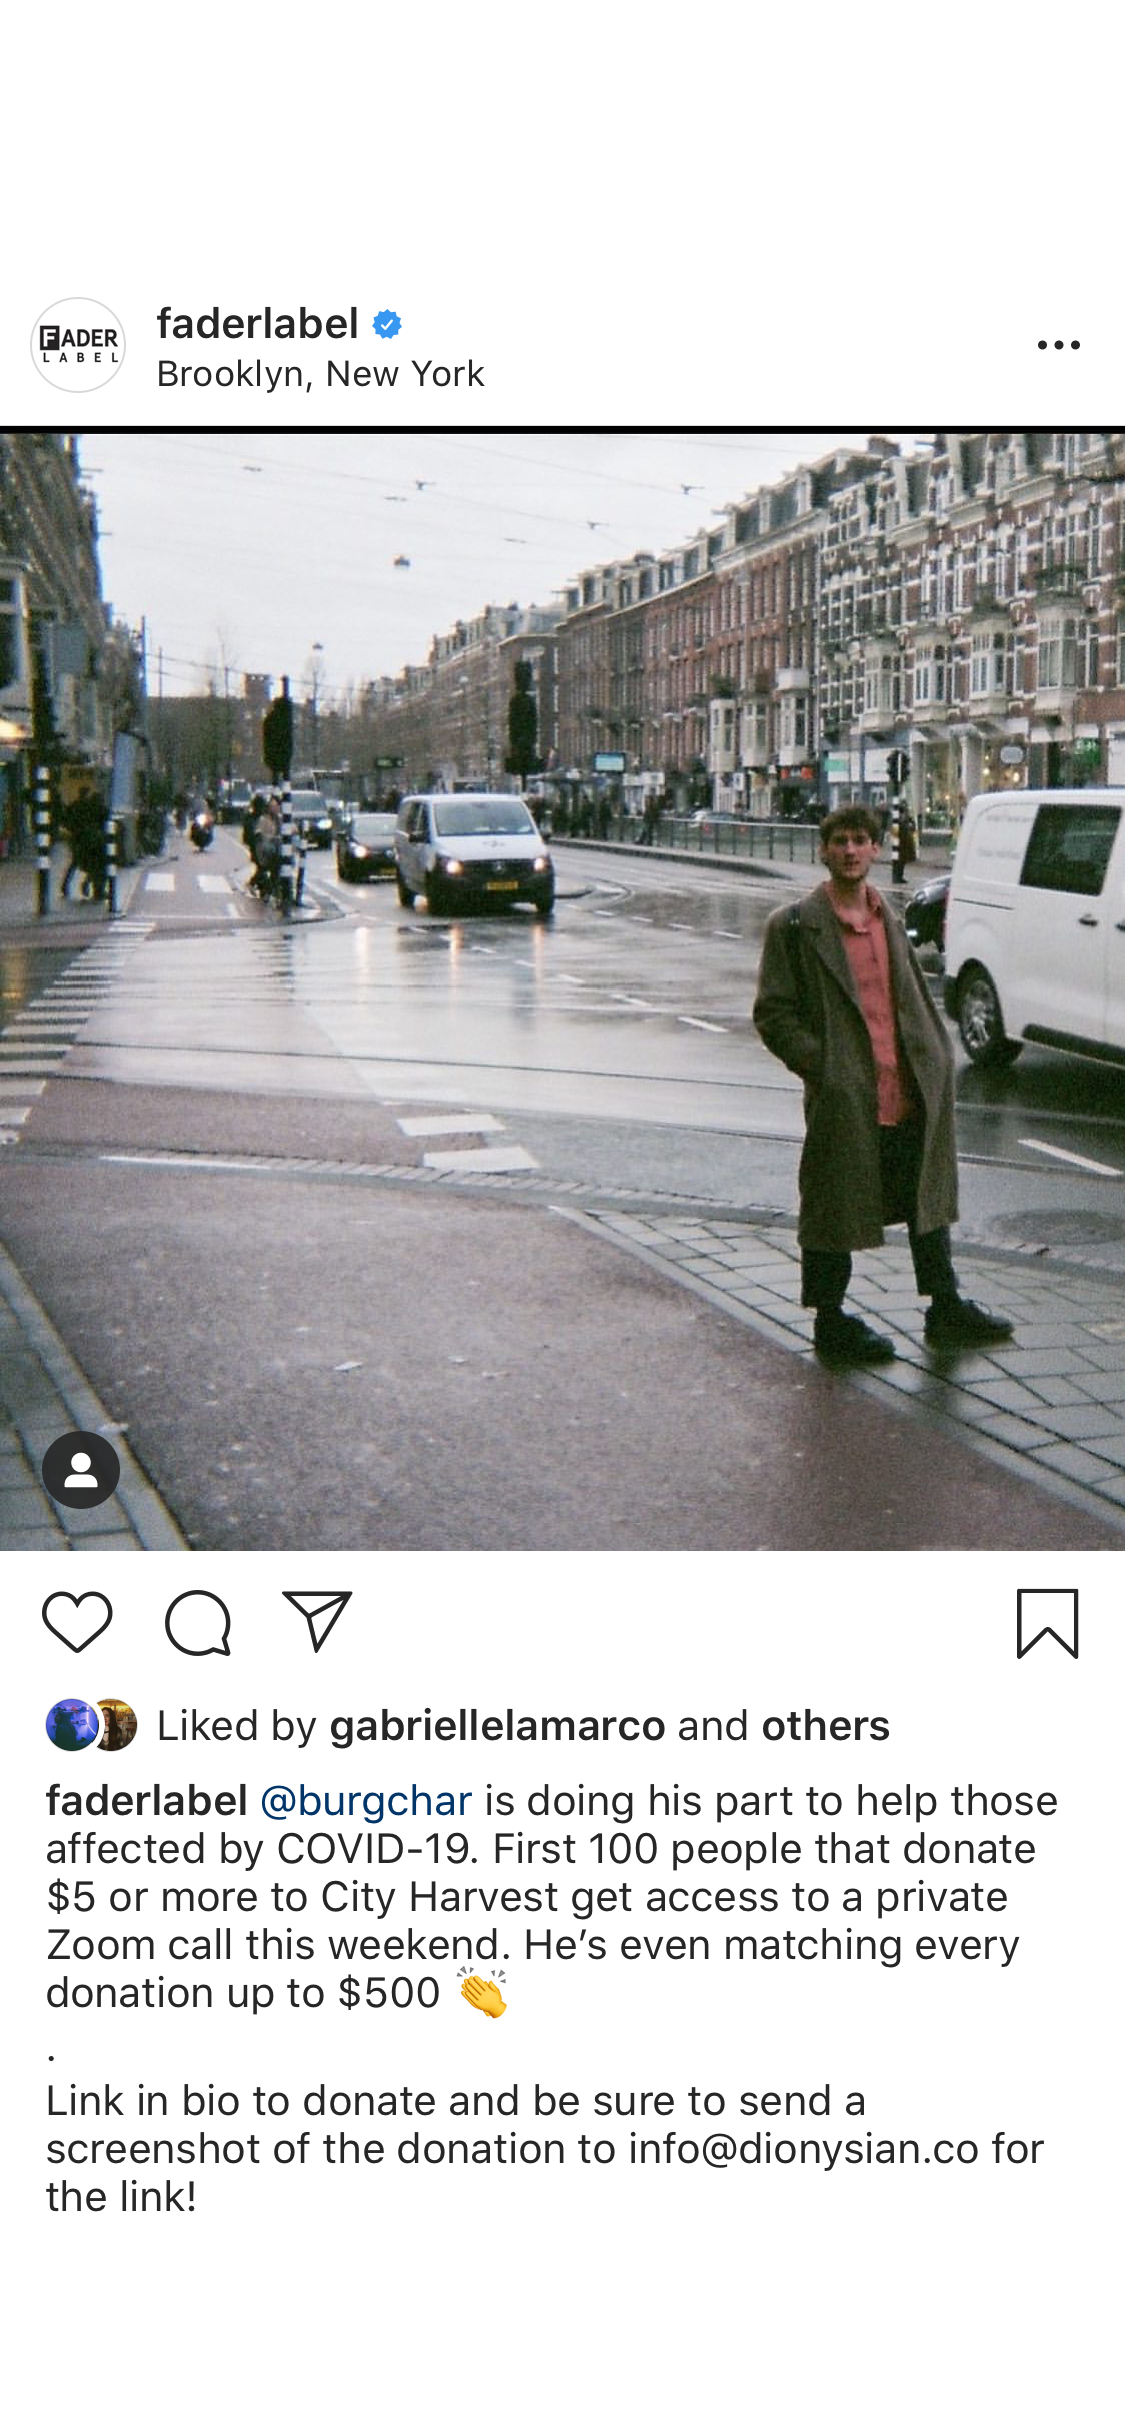 FADER
LABEL
faderlabel
Brooklyn, New York
Liked by gabriellelamarco and others
faderlabel @burgchar is doing his part to help those
affected by COVID-19. First 100 people that donate
$5 or more to City Harvest get access to a private
Zoom call this weekend. He’s even matching every
donation up to $500 👏
.
Link in bio to donate and be sure to send a
screenshot of the donation to info@dionysian.co for
the link!